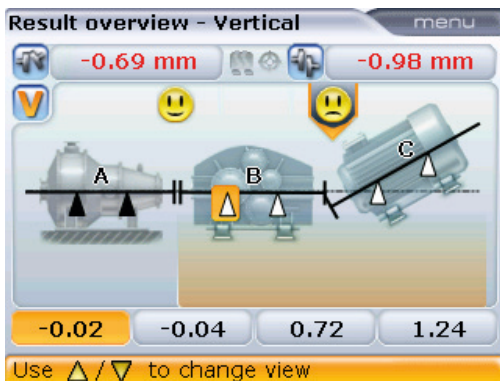 Result overview - Vertical menu
-0.69 mm -0.98 mm
V
A B C
-0.02 -0.04 0.72 1.24
Use △/▽ to change view